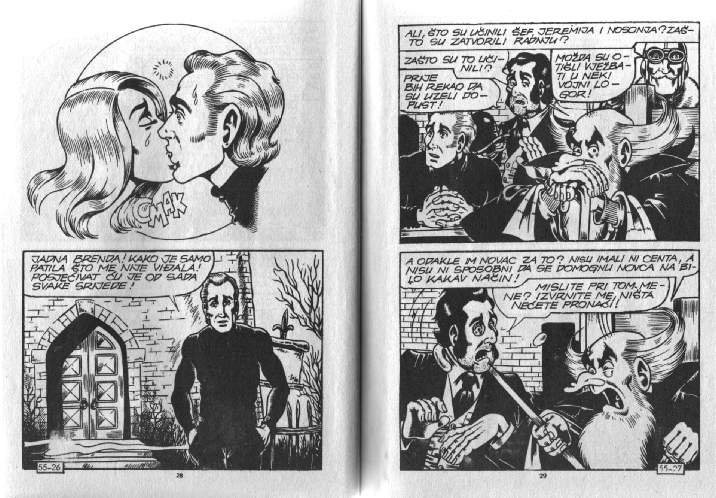 CMAK
JADNA BRENDA! KAKO JE SAMO
PATILA ŠTO ME NIJE VIĐALA!
POSJEĆIVAT ĆU JE OD SADA
SVAKE SRIJEDE!
55-26
28
ALI, ŠTO SU UČINILI ŠEF, JEREMIJA I NOSONJA? ZAŠ-
TO SU ZATVORILI RADNJU?
ZAŠTO SU TO UČI-
NILI?
PRIJE
BIH REKAO DA
SU UZELI DO-
PUST!
MOŽDA SU O-
TIŠLI VJEŽBA-
TI U NEKI
VOJNI LO-
GOR!
A ODAKLE IM NOVAC ZA TO? NISU IMALI NI CENTA, A
NISU NI SPOSOBNI DA SE DOMOGNU NOVCA NA BI-
LO KAKAV NAČIN!
MISLITE PRI TOM, ME-
NE? IZVRNITE ME, NIŠTA
NEĆETE PRONAĆI!
55-27
29